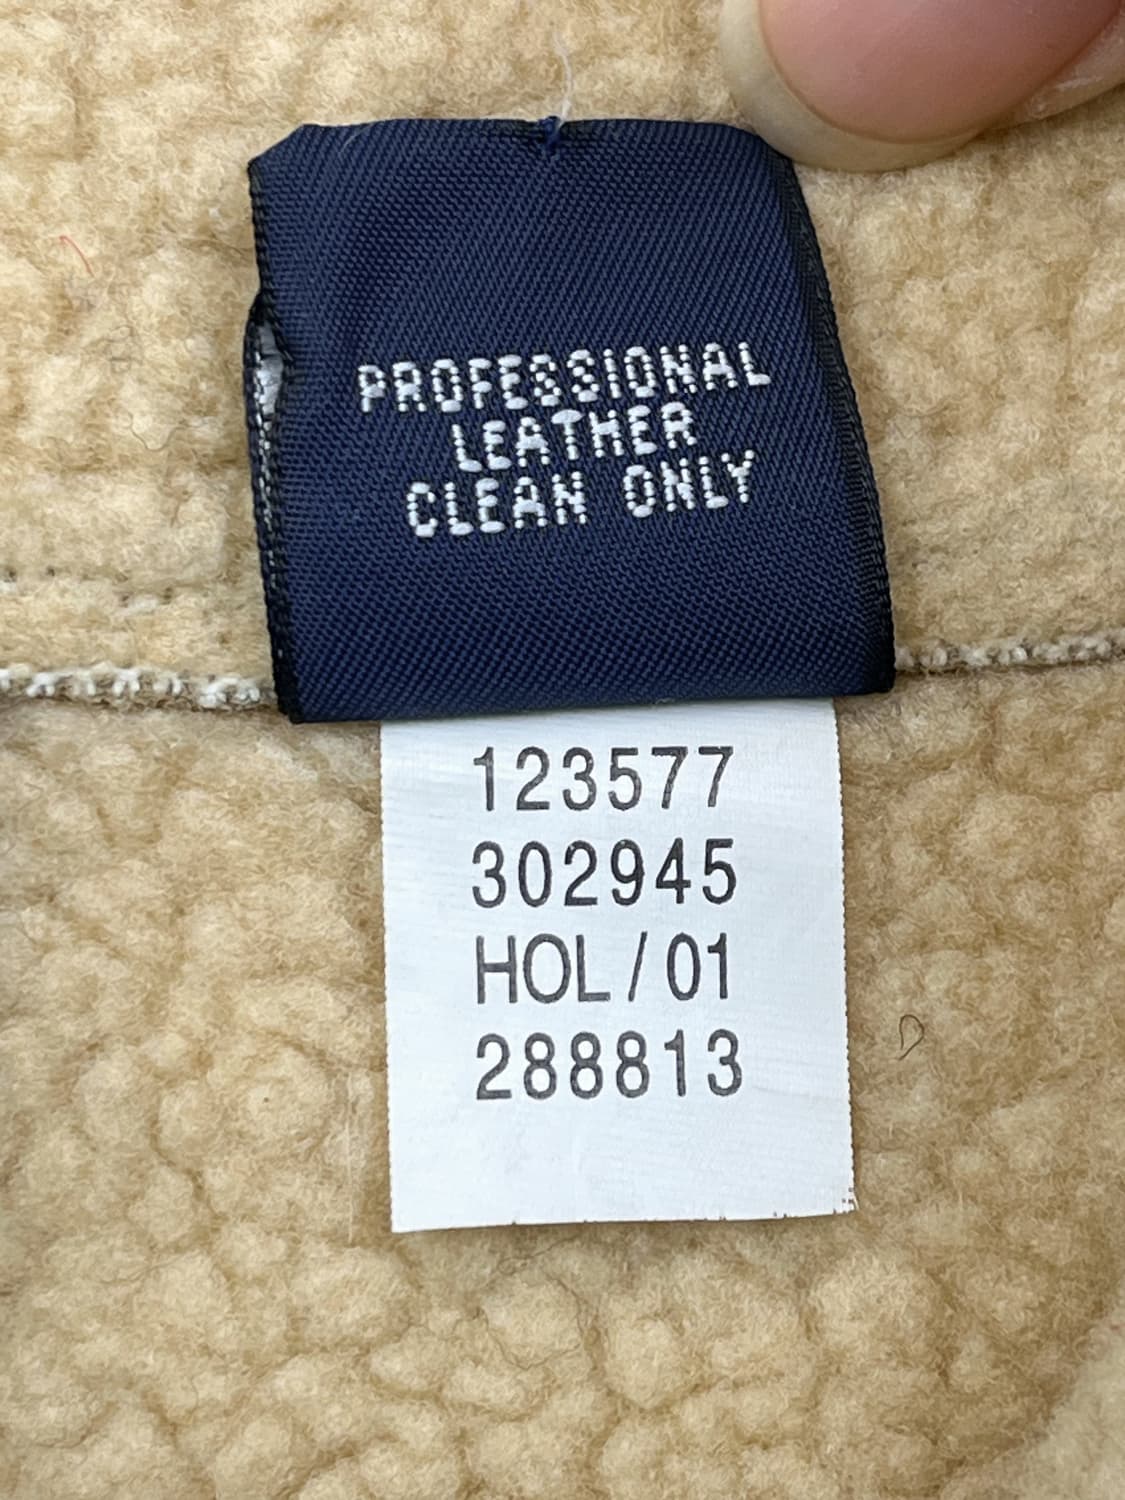 PROFESSIONAL
LEATHER
CLEAN ONLY
123577
302945
HOL/01
288813